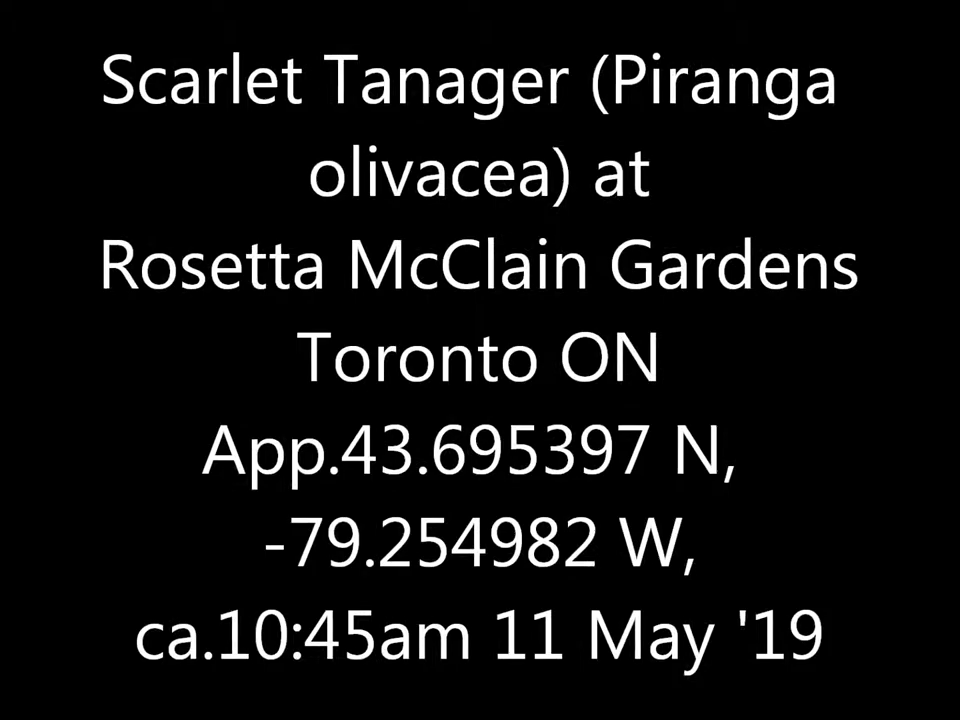 Scarlet Tanager (Piranga
olivacea) at
Rosetta McClain Gardens
Toronto ON
App.43.695397 N,
-79.254982 W,
ca.10:45am 11 May '19